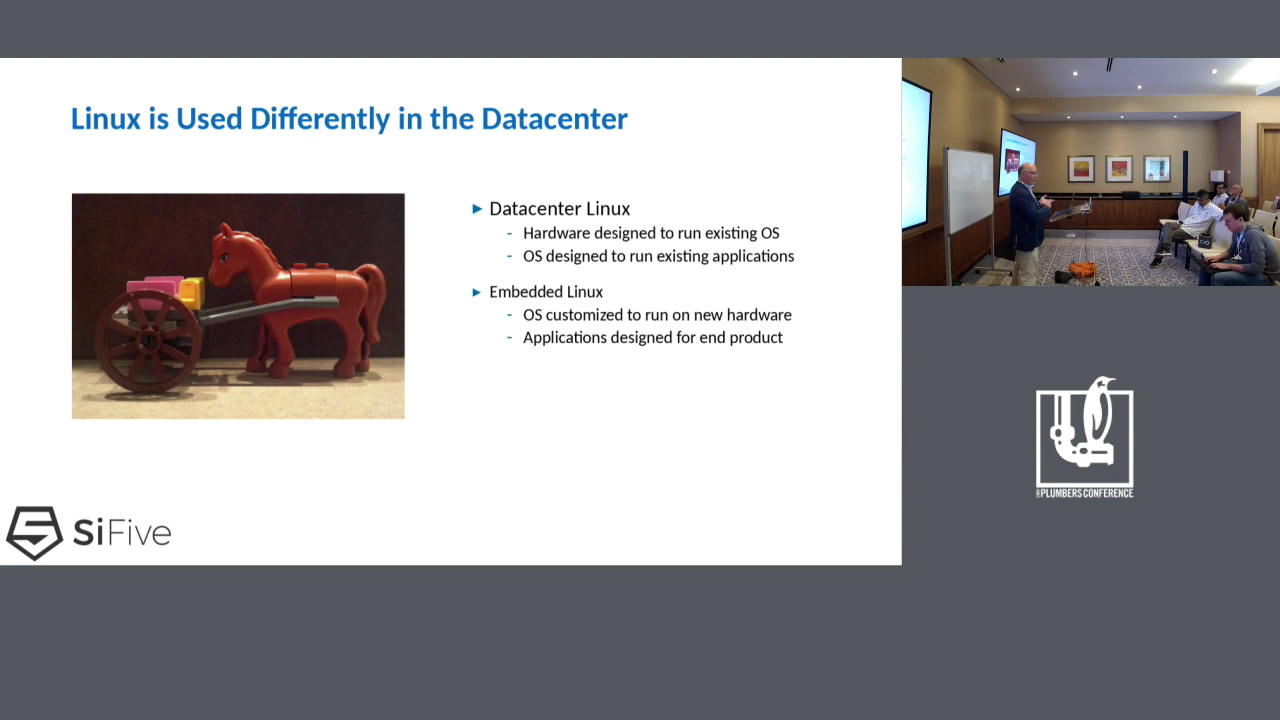 Linux is Used Differently in the Datacenter
Datacenter Linux
- Hardware designed to run existing OS
- OS designed to run existing applications
Embedded Linux
- OS customized to run on new hardware
- Applications designed for end product
SiFive
PLUMBERS CONFERENCE